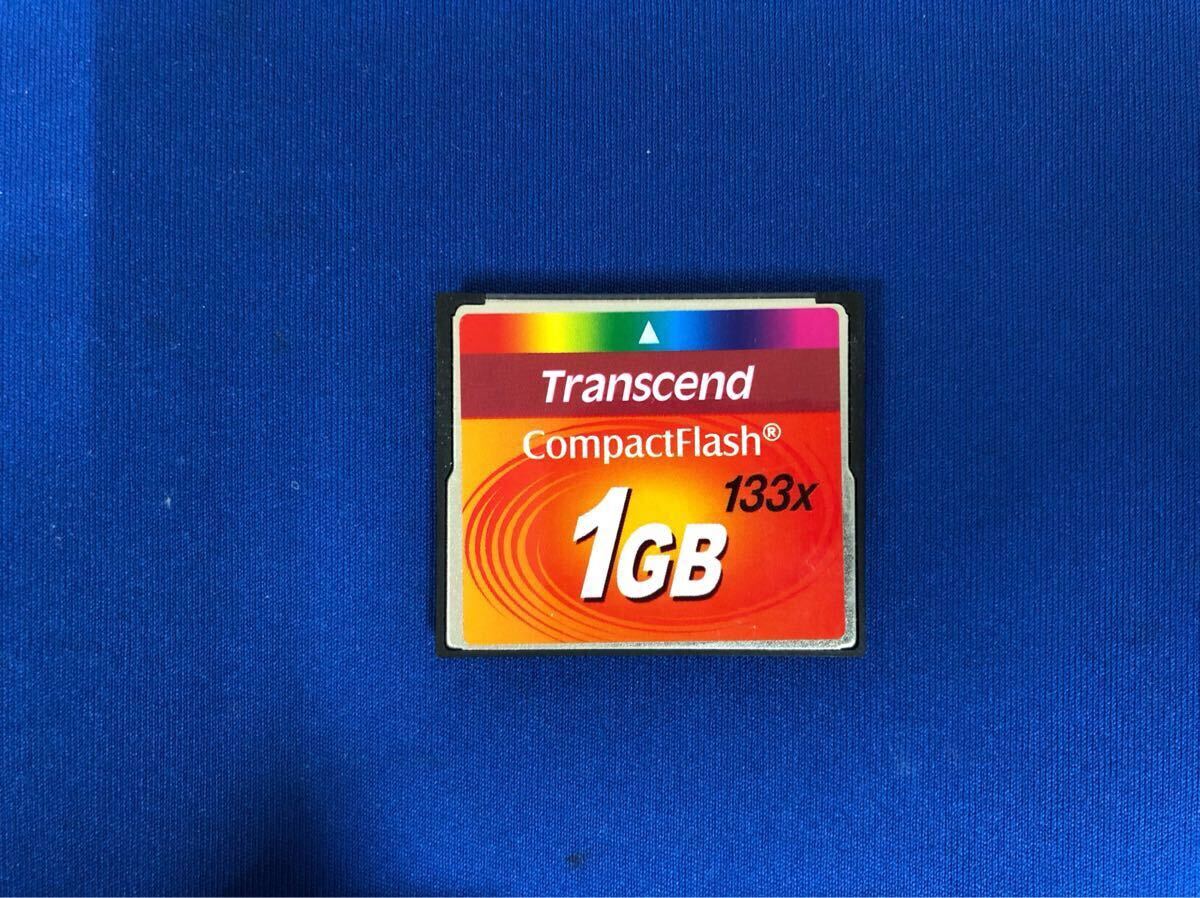 Transcend
CompactFlash®
133x
1GB